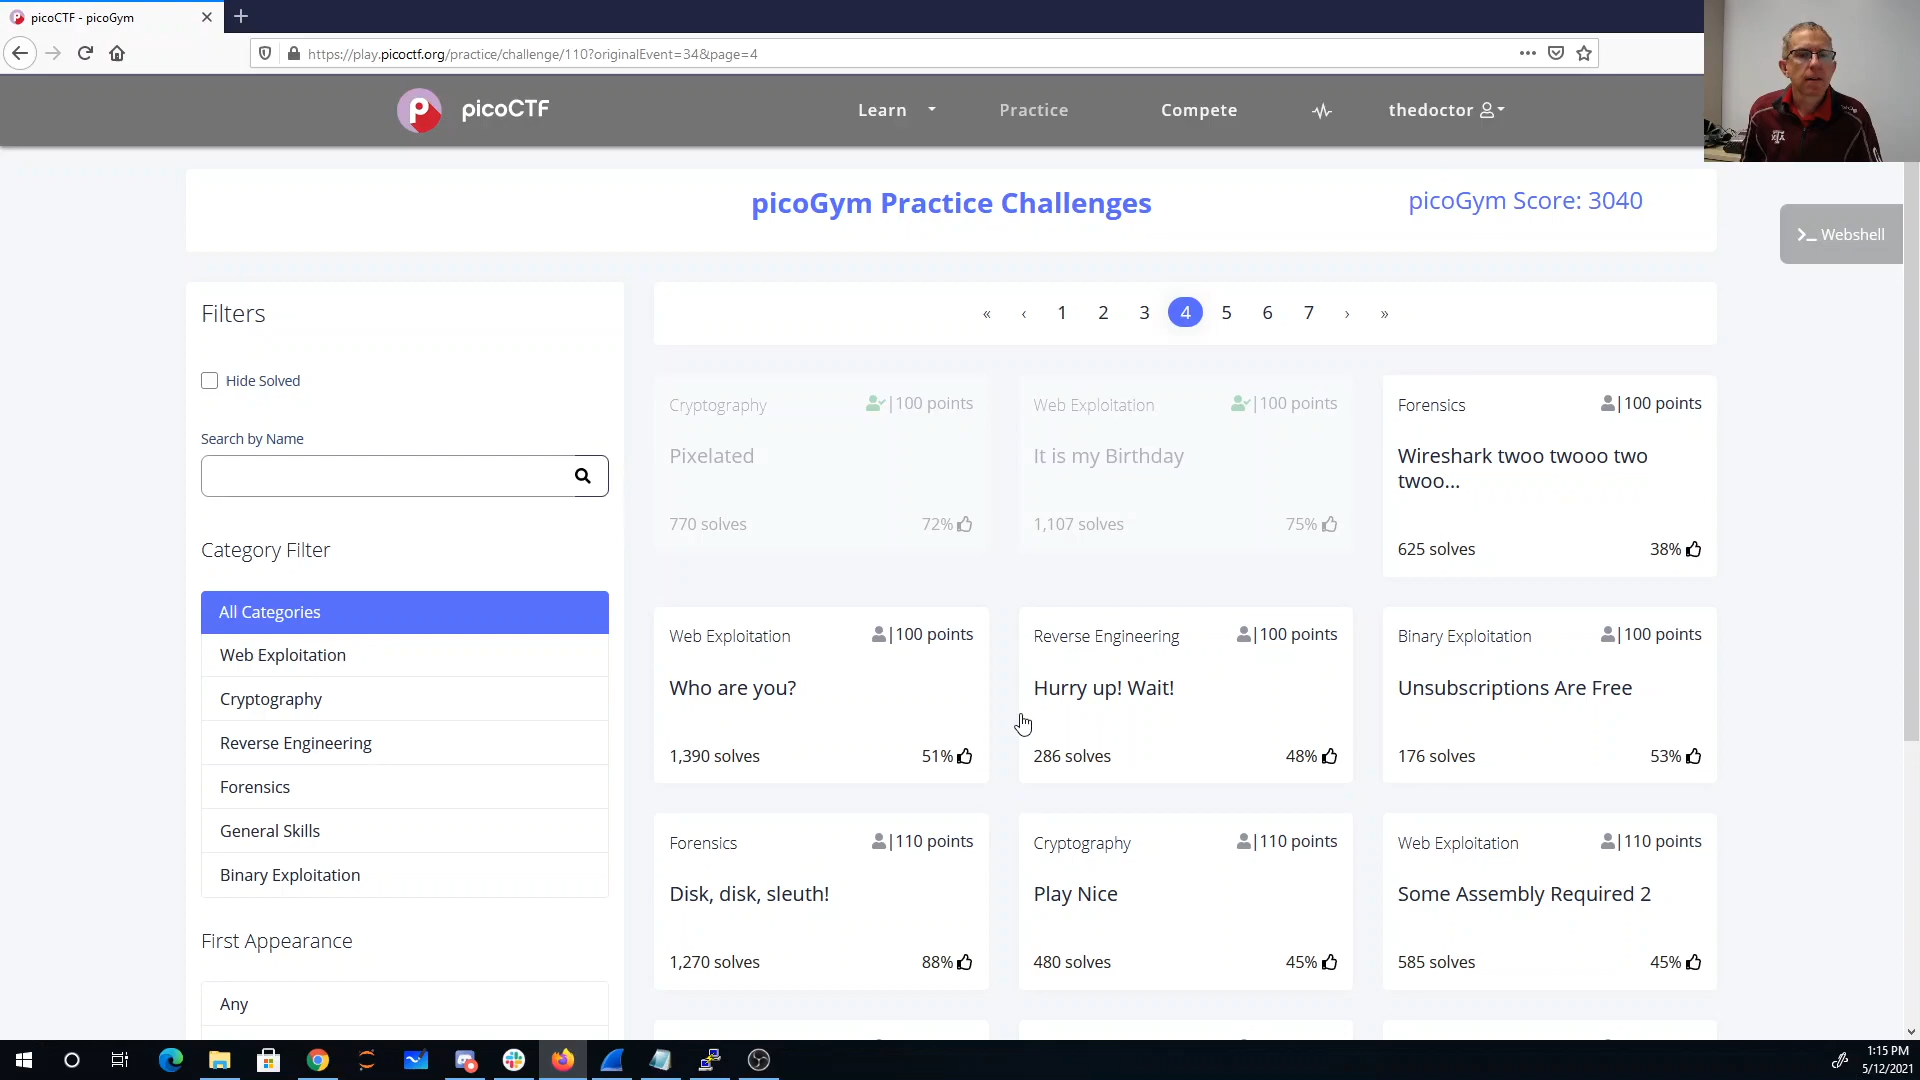 picoCTF - picoGym
https://play.picoctf.org/practice/challenge/110?originalEvent=34&page=4
picoCTF
Learn
Practice
Compete
thedoctor
picoGym Practice Challenges
picoGym Score: 3040
>_ Webshell
Filters
Hide Solved
Search by Name
Category Filter
All Categories
Web Exploitation
Cryptography
Reverse Engineering
Forensics
General Skills
Binary Exploitation
First Appearance
Any
« ‹ 1 2 3 4 5 6 7 › »
Cryptography |100 points
Pixelated
770 solves 72%
Web Exploitation |100 points
It is my Birthday
1,107 solves 75%
Forensics |100 points
Wireshark twoo twooo two
twoo...
625 solves 38%
Web Exploitation |100 points
Who are you?
1,390 solves 51%
Reverse Engineering |100 points
Hurry up! Wait!
286 solves 48%
Binary Exploitation |100 points
Unsubscriptions Are Free
176 solves 53%
Forensics |110 points
Disk, disk, sleuth!
1,270 solves 88%
Cryptography |110 points
Play Nice
480 solves 45%
Web Exploitation |110 points
Some Assembly Required 2
585 solves 45%
1:15 PM
5/12/2021